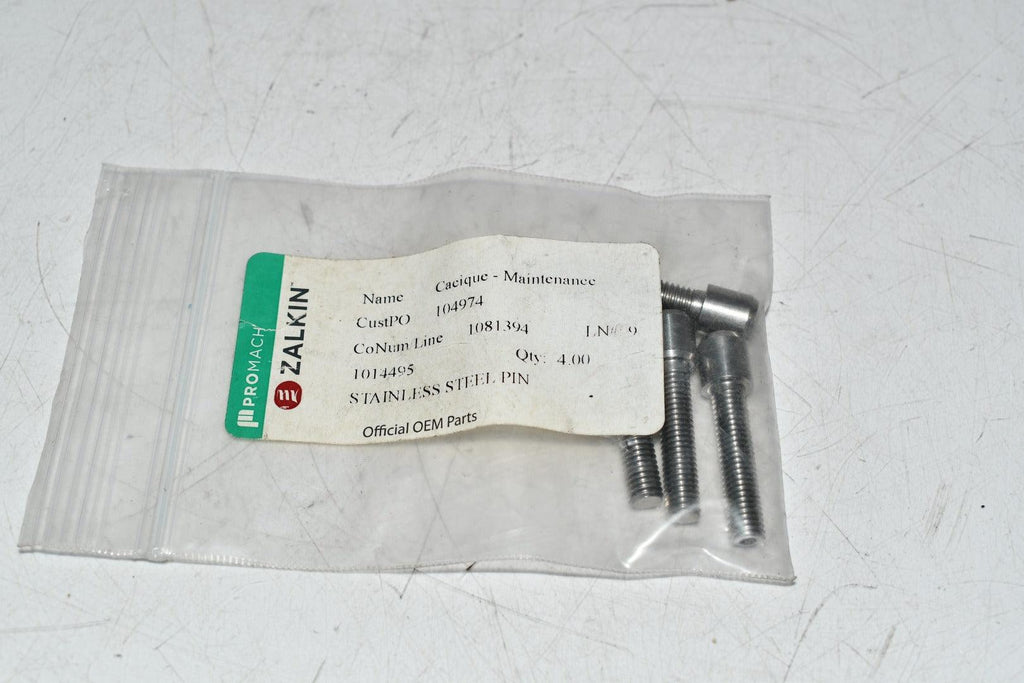 PROMACH
ZALKIN™
Name Cacique - Maintenance
CustPO 104974
CoNum/Line 1081394 LN# 9
1014495 Qty: 4.00
STAINLESS STEEL PIN
Official OEM Parts